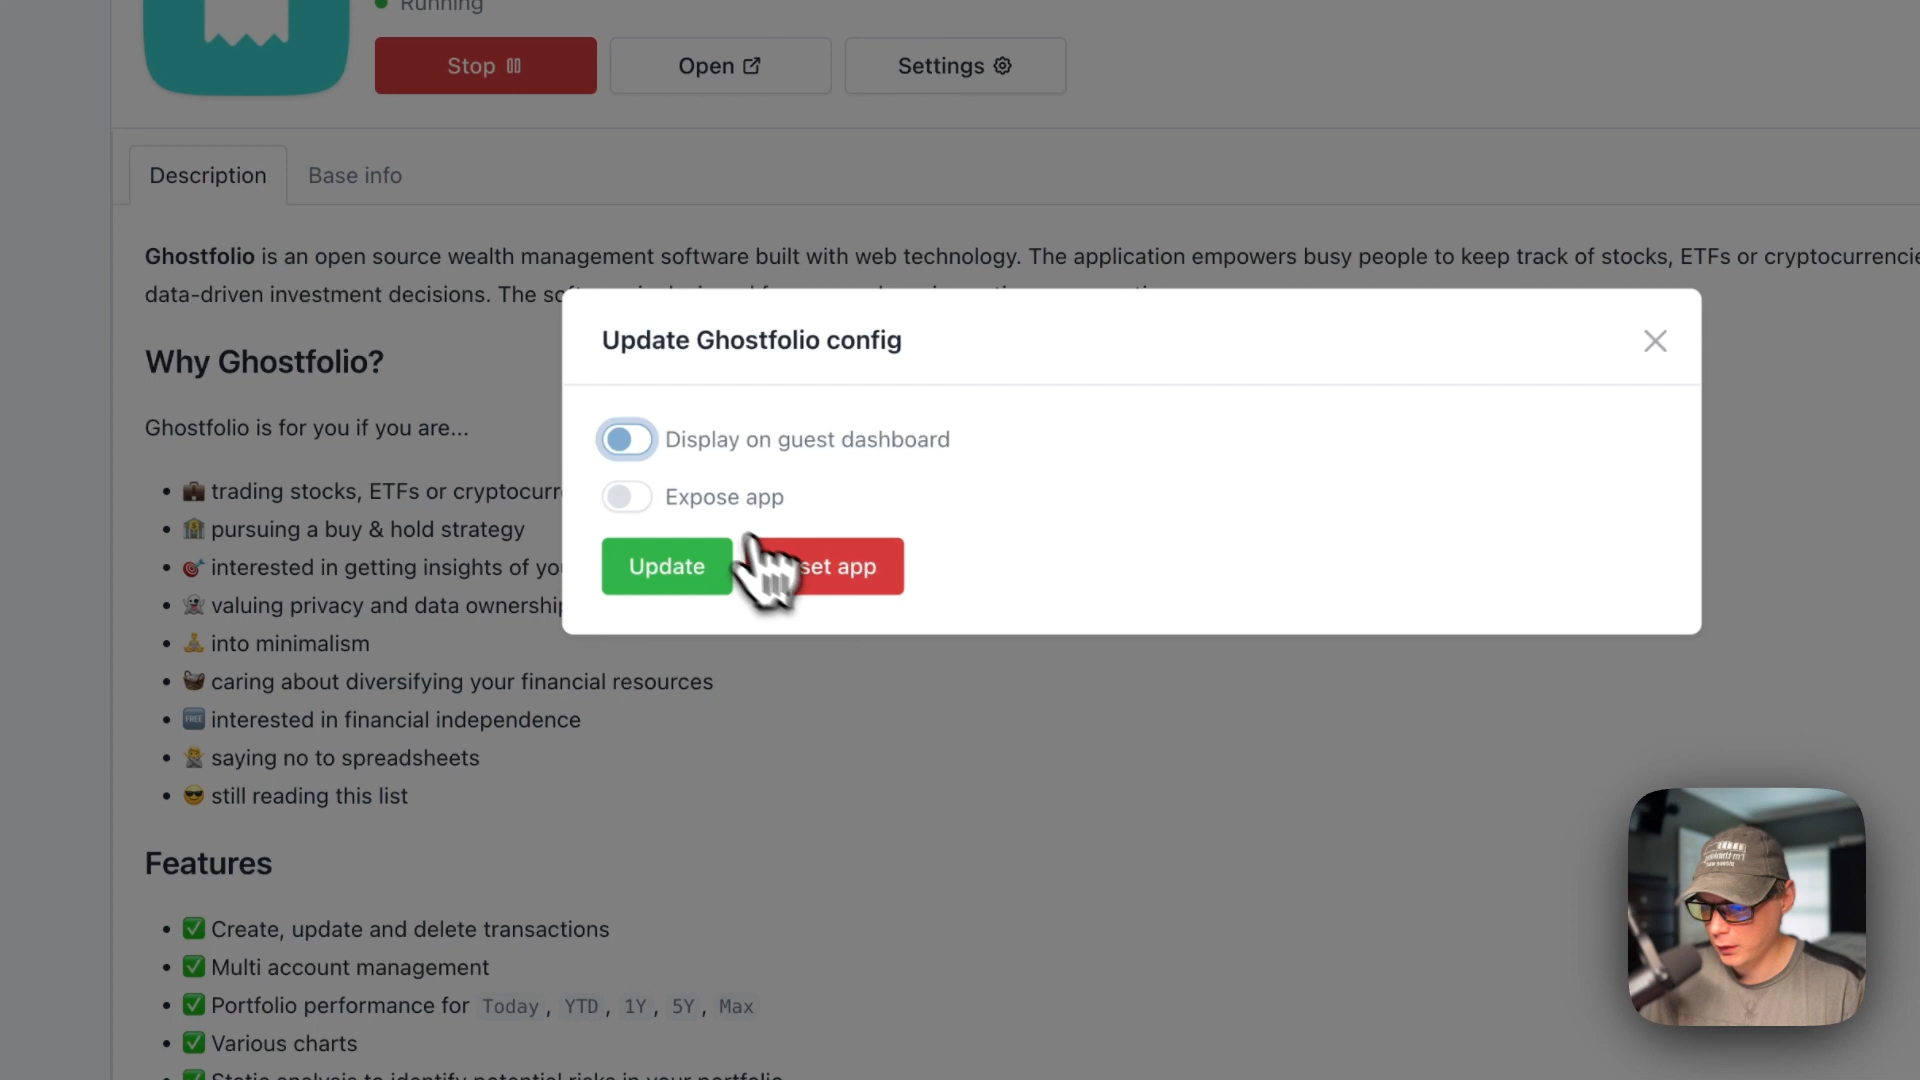 Running
Stop
Open
Settings
Description
Base info
Ghostfolio is an open source wealth management software built with web technology. The application empowers busy people to keep track of stocks, ETFs or
data-driven investment decisions. The
Update Ghostfolio config
Why Ghostfolio?
Display on guest dashboard
Ghostfolio is for you if you are...
trading stocks, ETFs or
Expose app
pursuing a buy & hold strategy
Update
set app
interested in getting insights of
valuing privacy and data
into minimalism
caring about diversifying your financial resources
FREE interested in financial independence
saying no to spreadsheets
still reading this list
Features
Create, update and delete transactions
Multi account management
Portfolio performance for Today, YTD, 1Y, 5Y, Max
Various charts
Static analysis to identify potential risks in your portfolio